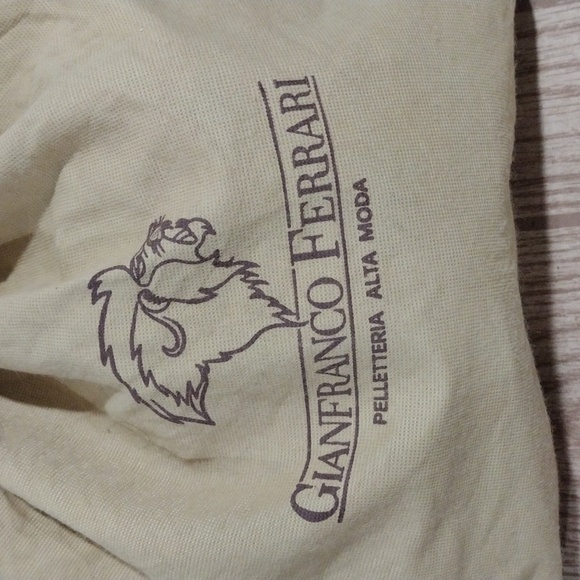 GIANFRANCO FERRARI
PELLETTERIA ALTA MODA